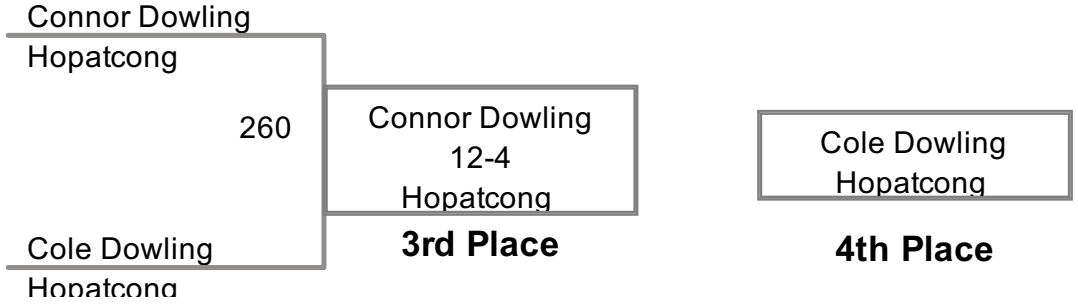 Connor Dowling
Hopatcong
260
Connor Dowling
12-4
Hopatcong
3rd Place
Cole Dowling
Hopatcong
4th Place
Cole Dowling
Hopatcong